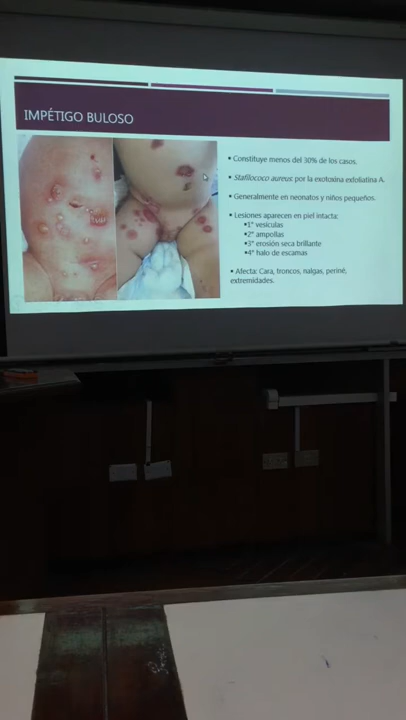 IMPÉTIGO BULOSO
▪ Constituye menos del 30% de los casos.
▪ Stafilococo aureus por la exotoxina exfoliatina A.
▪ Generalmente en neonatos y niños pequeños.
▪ Lesiones aparecen en piel intacta:
▪1° vesículas
▪2° ampollas
▪3° erosión seca brillante
▪4° halo de escamas
▪ Afecta: Cara, troncos, nalgas, periné,
extremidades.